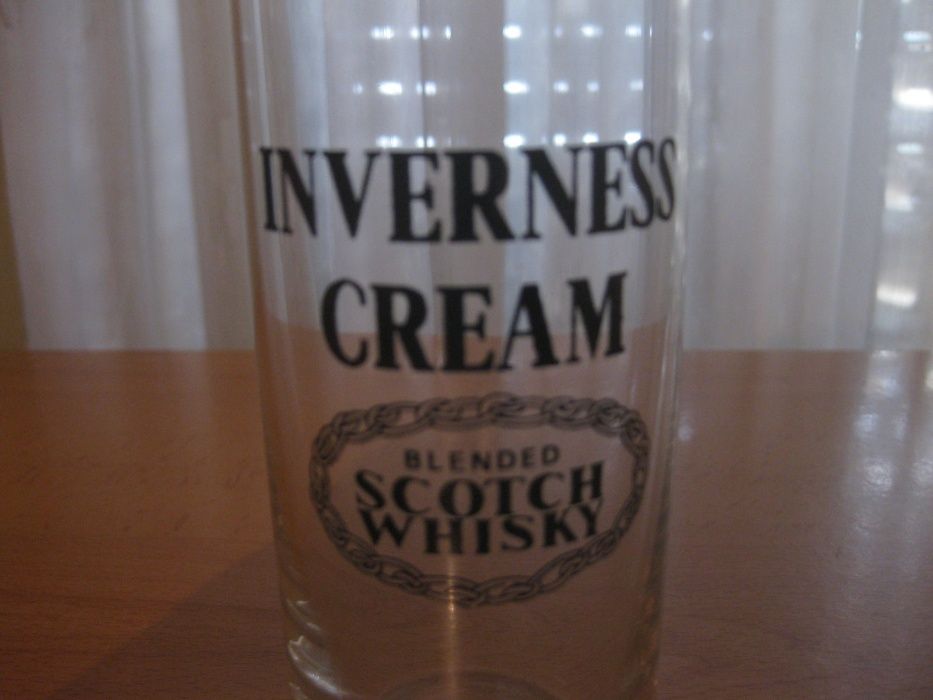 INVERNESS
CREAM
BLENDED
SCOTCH
WHISKY